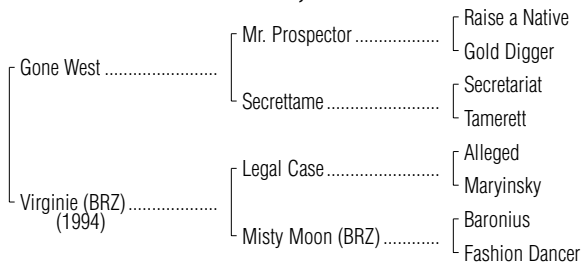 Raise a Native
Mr. Prospector ....................
Gold Digger
Gone West ..........................
Secretariat
Secrettame ...........................
Tamerett
Alleged
Legal Case ...........................
Maryinsky
Virginie (BRZ) .....................
(1994)
Baronius
Misty Moon (BRZ) .............
Fashion Dancer